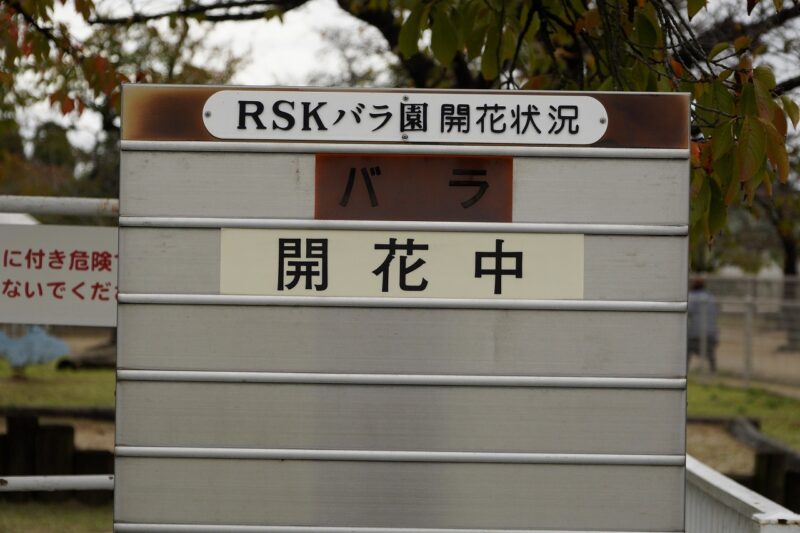 RSKバラ園 開花状況
バラ
開花中
に付き危険
ないでくだ